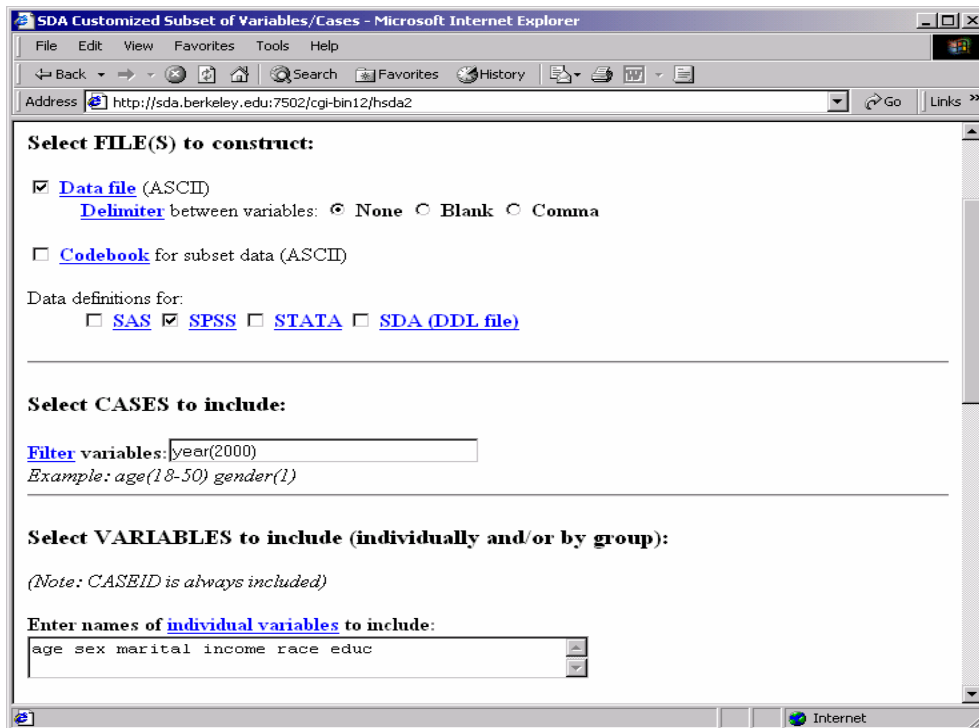 SDA Customized Subset of Variables/Cases - Microsoft Internet Explorer
File Edit View Favorites Tools Help
Back Search Favorites History
Address http://sda.berkeley.edu:7502/cgi-bin12/hsda2 Go Links »
Select FILE(S) to construct:
Data file (ASCII)
Delimiter between variables: None Blank Comma
Codebook for subset data (ASCII)
Data definitions for:
SAS SPSS STATA SDA (DDL file)
Select CASES to include:
Filter variables: year(2000)
Example: age(18-50) gender(1)
Select VARIABLES to include (individually and/or by group):
(Note: CASEID is always included)
Enter names of individual variables to include:
age sex marital income race educ
Internet